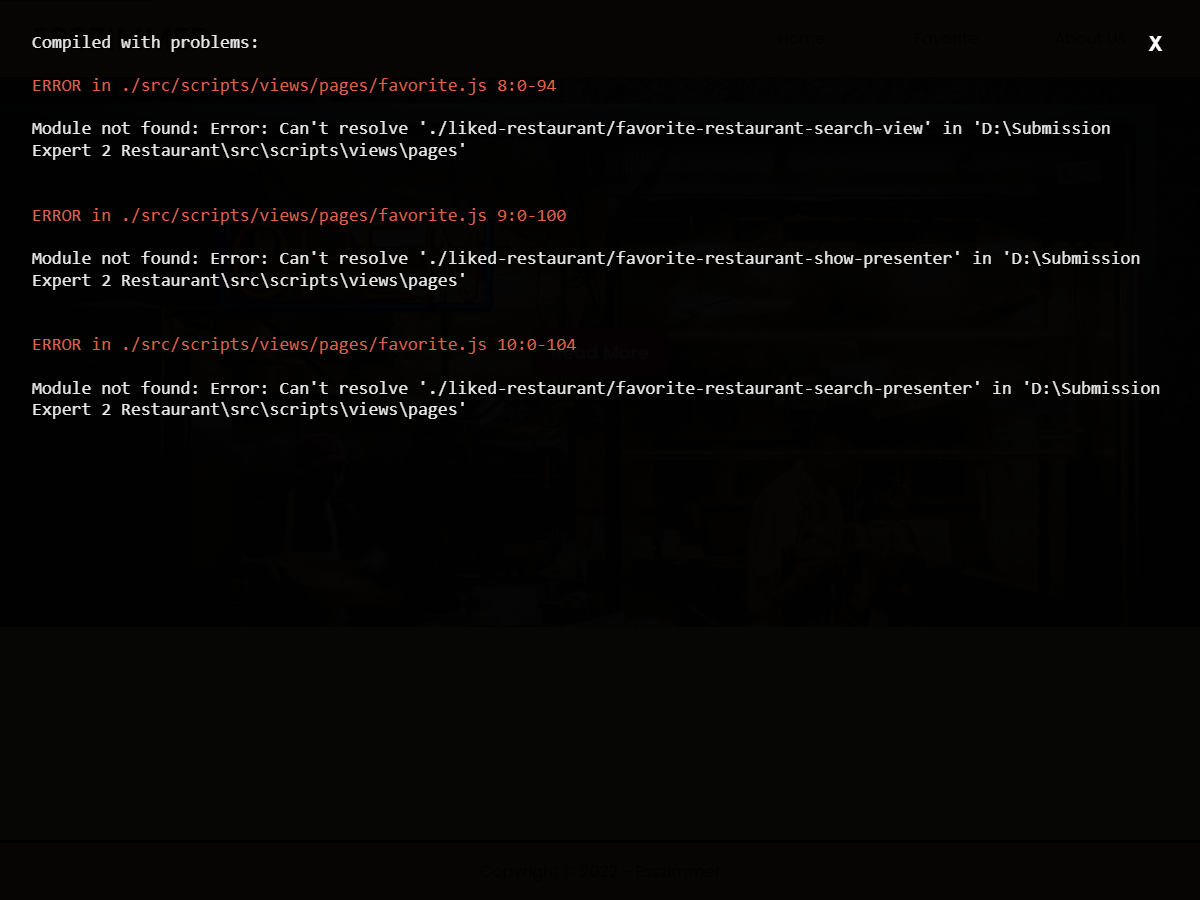 Home
Favorite
About Us
Compiled with problems:
X
ERROR in ./src/scripts/views/pages/favorite.js 8:0-94
Module not found: Error: Can't resolve './liked-restaurant/favorite-restaurant-search-view' in 'D:\Submission
Expert 2 Restaurant\src\scripts\views\pages'
ERROR in ./src/scripts/views/pages/favorite.js 9:0-100
Module not found: Error: Can't resolve './liked-restaurant/favorite-restaurant-show-presenter' in 'D:\Submission
Expert 2 Restaurant\src\scripts\views\pages'
ERROR in ./src/scripts/views/pages/favorite.js 10:0-104
Read More
Module not found: Error: Can't resolve './liked-restaurant/favorite-restaurant-search-presenter' in 'D:\Submission
Expert 2 Restaurant\src\scripts\views\pages'
Copyright © 2022 -